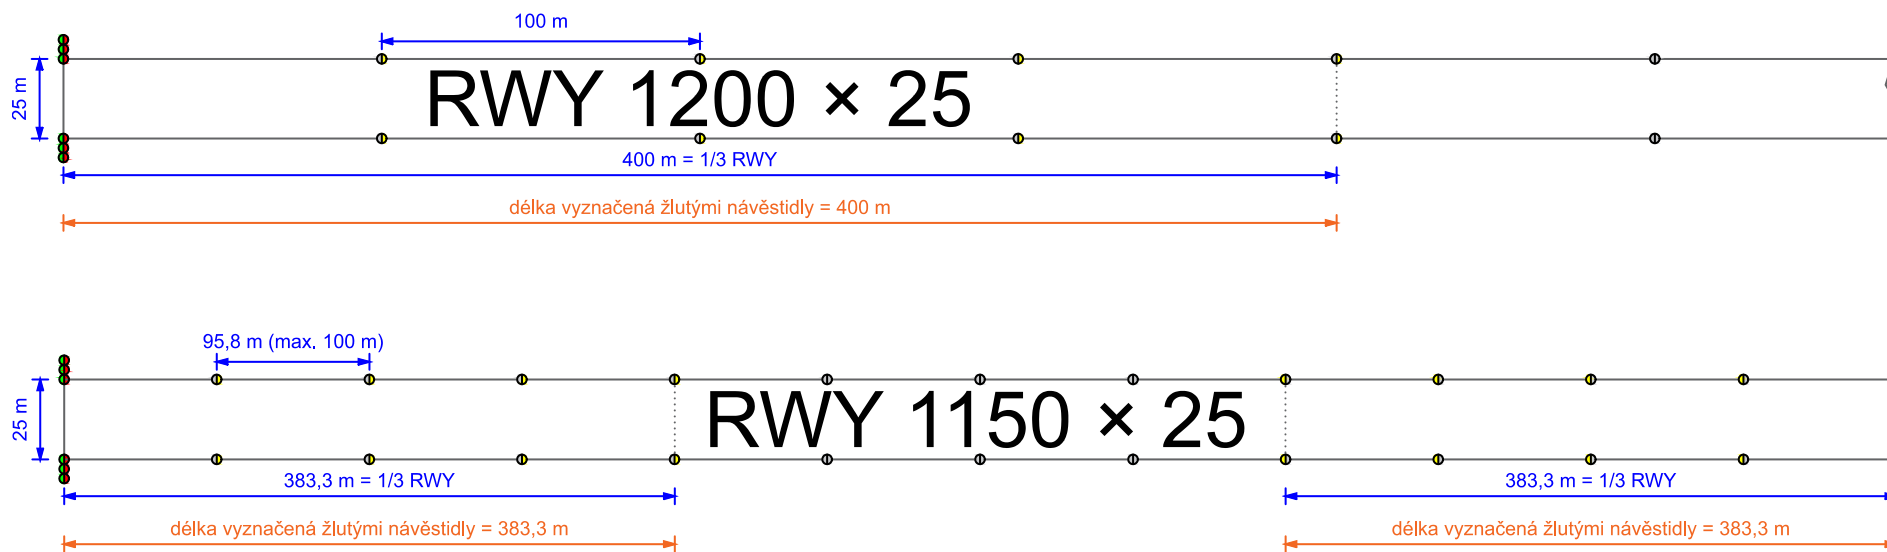 100 m
25 m
RWY 1200 × 25
400 m = 1/3 RWY
délka vyznačená žlutými návěstidly = 400 m
95,8 m (max. 100 m)
25 m
RWY 1150 × 25
383,3 m = 1/3 RWY
383,3 m = 1/3 RWY
délka vyznačená žlutými návěstidly = 383,3 m
délka vyznačená žlutými návěstidly = 383,3 m